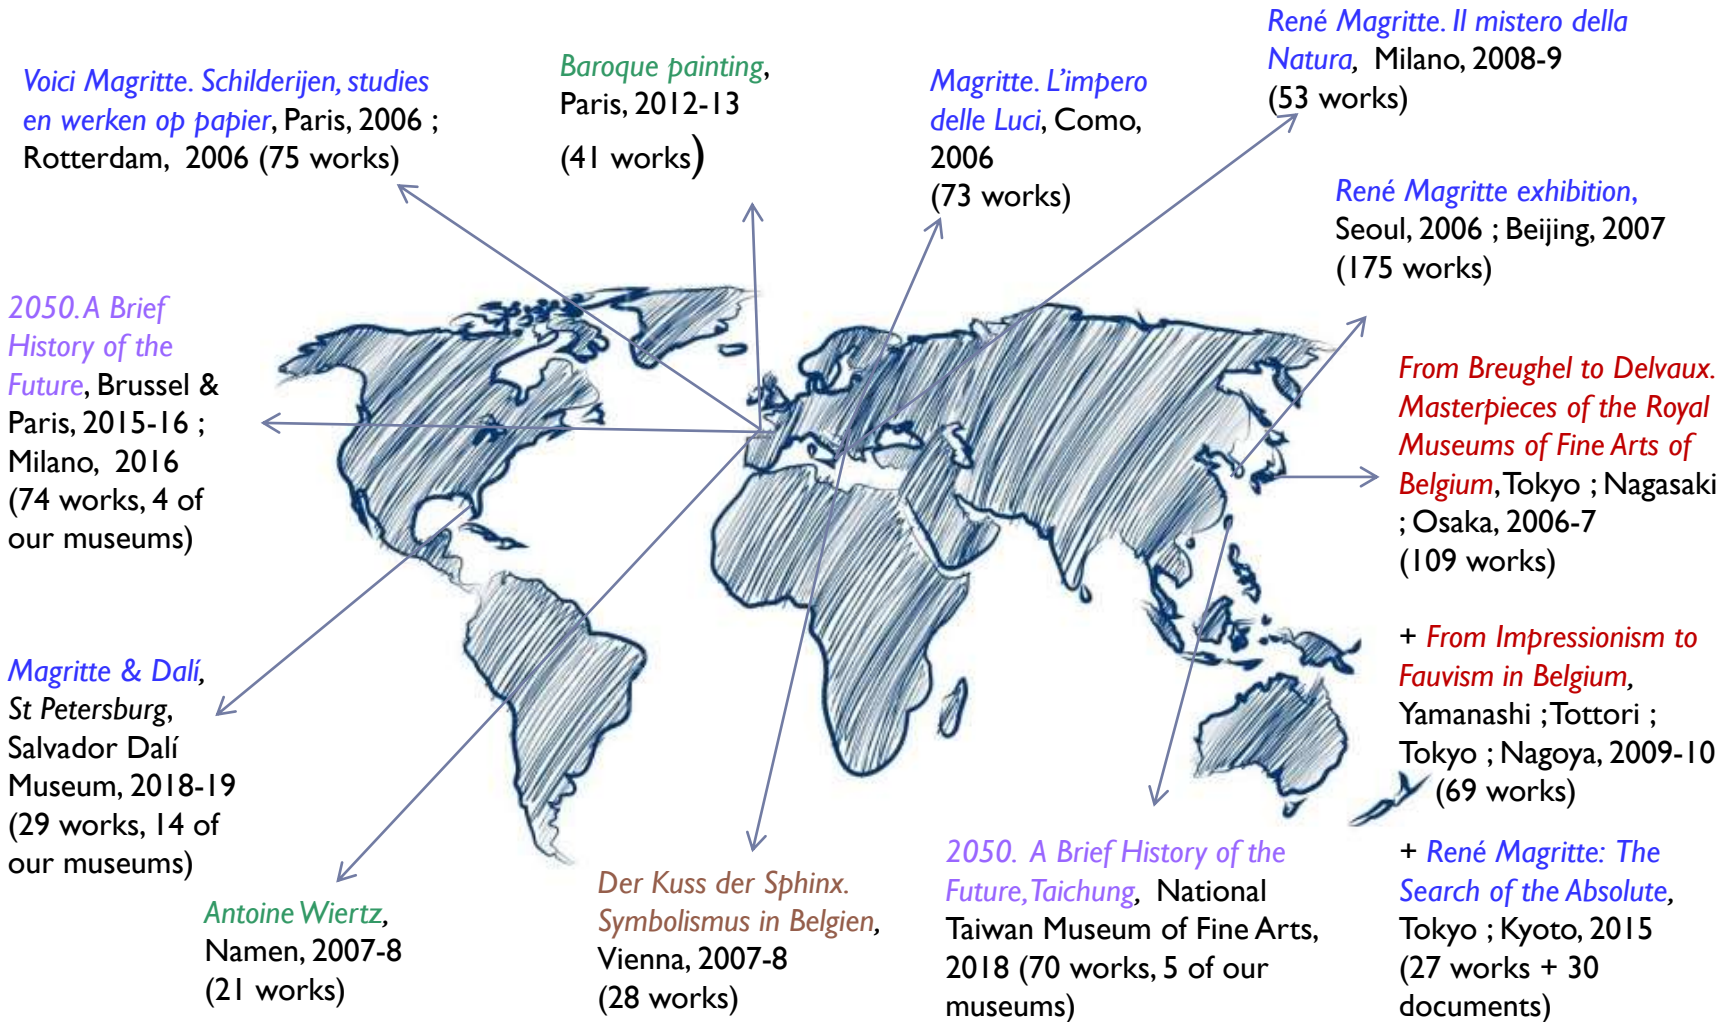 Voici Magritte. Schilderijen, studies
en werken op papier, Paris, 2006 ;
Rotterdam, 2006 (75 works)
Baroque painting,
Paris, 2012-13
(41 works)
Magritte. L'impero
delle Luci, Como,
2006
(73 works)
René Magritte. Il mistero della
Natura, Milano, 2008-9
(53 works)
René Magritte exhibition,
Seoul, 2006 ; Beijing, 2007
(175 works)
2050. A Brief
History of the
Future, Brussel &
Paris, 2015-16 ;
Milano, 2016
(74 works, 4 of
our museums)
From Breughel to Delvaux.
Masterpieces of the Royal
Museums of Fine Arts of
Belgium, Tokyo ; Nagasaki
; Osaka, 2006-7
(109 works)
+ From Impressionism to
Fauvism in Belgium,
Yamanashi ; Tottori ;
Tokyo ; Nagoya, 2009-10
(69 works)
+ René Magritte: The
Search of the Absolute,
Tokyo ; Kyoto, 2015
(27 works + 30
documents)
Magritte & Dalí,
St Petersburg,
Salvador Dalí
Museum, 2018-19
(29 works, 14 of
our museums)
Antoine Wiertz,
Namen, 2007-8
(21 works)
Der Kuss der Sphinx.
Symbolismus in Belgien,
Vienna, 2007-8
(28 works)
2050. A Brief History of the
Future, Taichung, National
Taiwan Museum of Fine Arts,
2018 (70 works, 5 of our
museums)